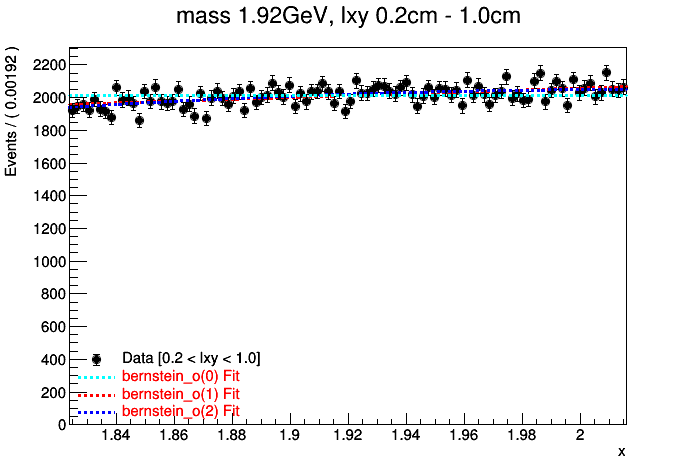 mass 1.92GeV, lxy 0.2cm - 1.0cm
Events / ( 0.00192 )
2200
2000
1800
1600
1400
1200
1000
800
600
400
200
0
Data [0.2 < lxy < 1.0]
bernstein_o(0) Fit
bernstein_o(1) Fit
bernstein_o(2) Fit
1.84 1.86 1.88 1.9 1.92 1.94 1.96 1.98 2
x